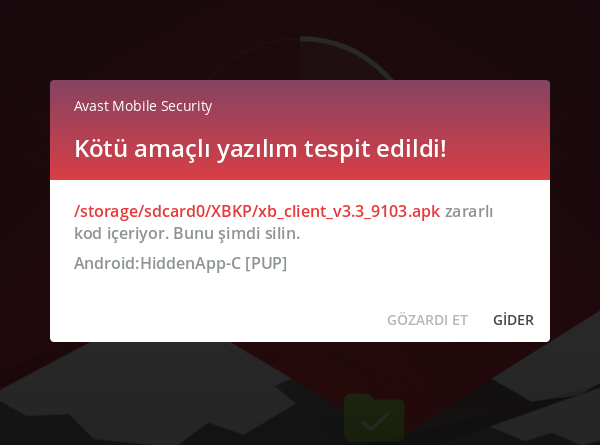 Avast Mobile Security
Kötü amaçlı yazılım tespit edildi!
/storage/sdcard0/XBKP/xb_client_v3.3_9103.apk zararlı
kod içeriyor. Bunu şimdi silin.
Android:HiddenApp-C [PUP]
GÖZARDI ET GİDER